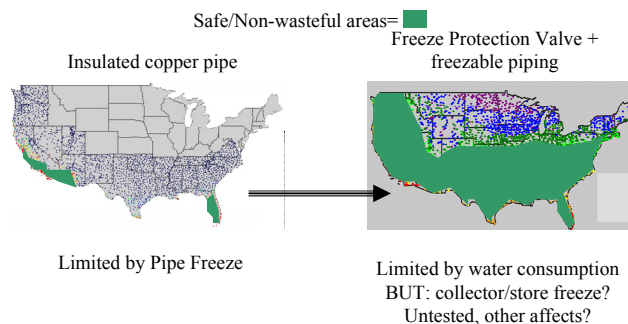 Safe/Non-wasteful areas=
Insulated copper pipe
Freeze Protection Valve +
freezable piping
Limited by Pipe Freeze
Limited by water consumption
BUT: collector/store freeze?
Untested, other affects?